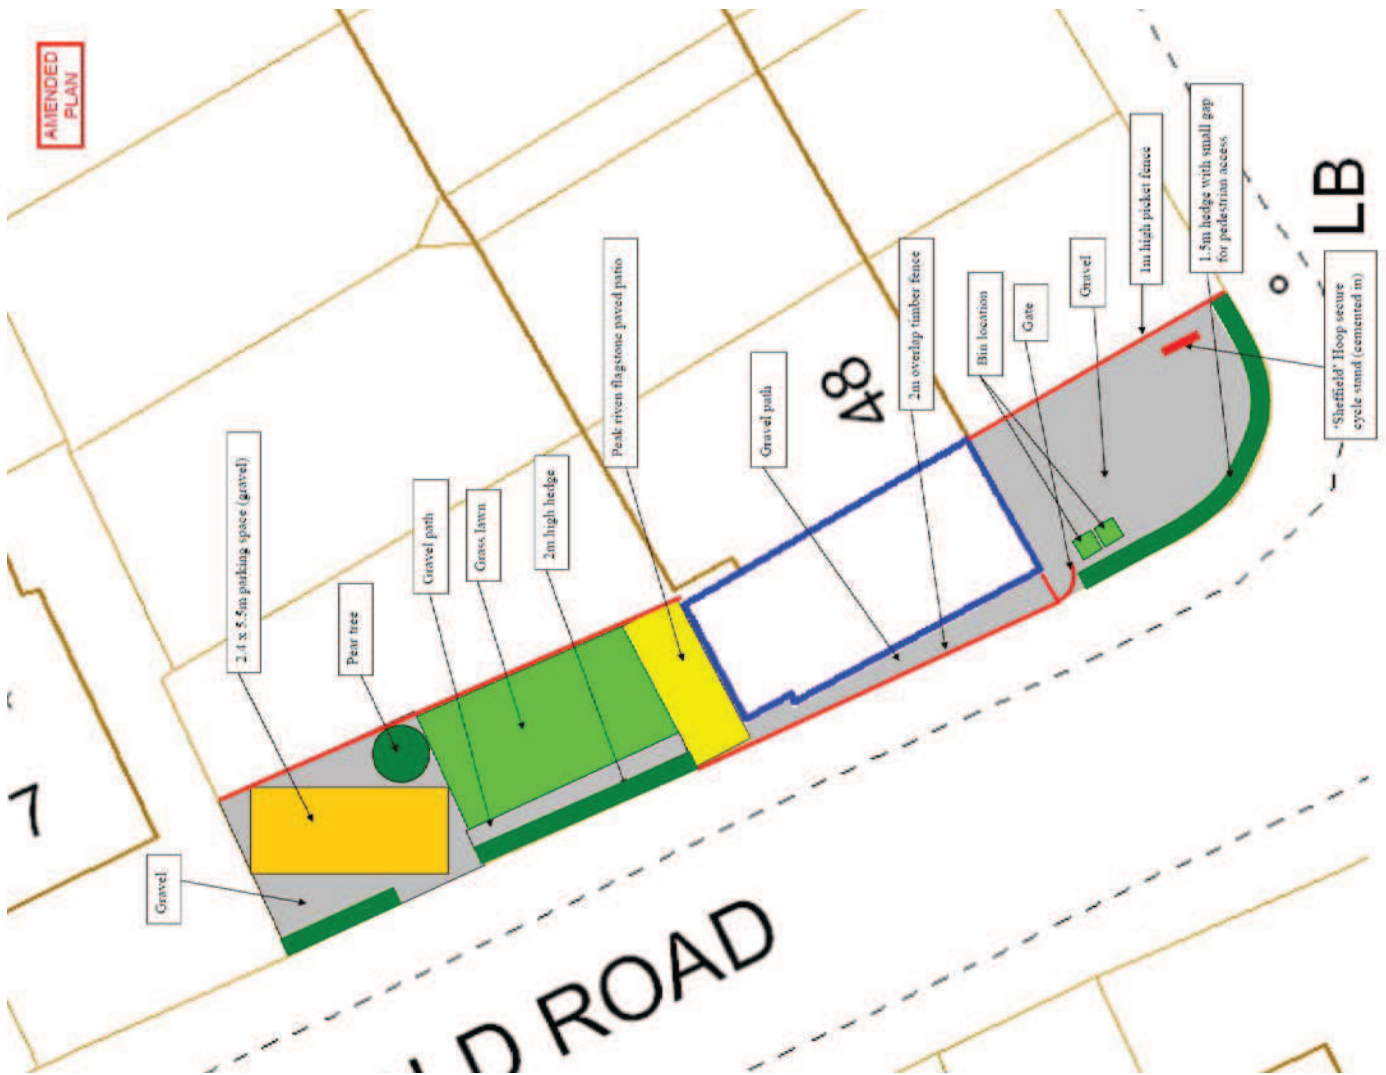 AMENDED
PLAN
2.4 x 5.5m parking space (gravel)
Gravel
Pear tree
Gravel path
Grass lawn
2m high hedge
Peak riven flagstone paved patio
Gravel path
48
2m overlap timber fence
Bin location
Gate
Gravel
1m high picket fence
1.5m hedge with small gap
for pedestrian access
'Sheffield' Hoop secure
cycle stand (cemented in)
LB
7
LD ROAD